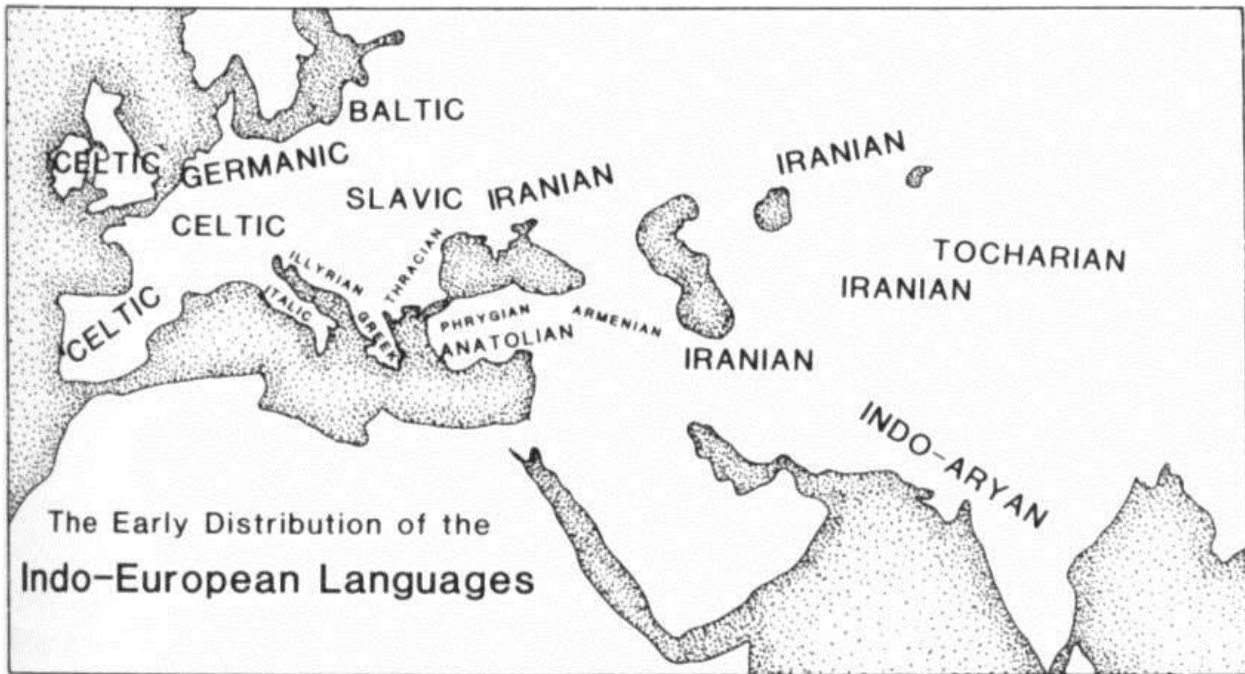 BALTIC
CELTIC
GERMANIC
IRANIAN
SLAVIC
IRANIAN
CELTIC
TOCHARIAN
ILLYRIAN
THRACIAN
IRANIAN
CELTIC
ITALIC
GREEK
PHRYGIAN
ARMENIAN
ANATOLIAN
IRANIAN
INDO-ARYAN
The Early Distribution of the
Indo-European Languages